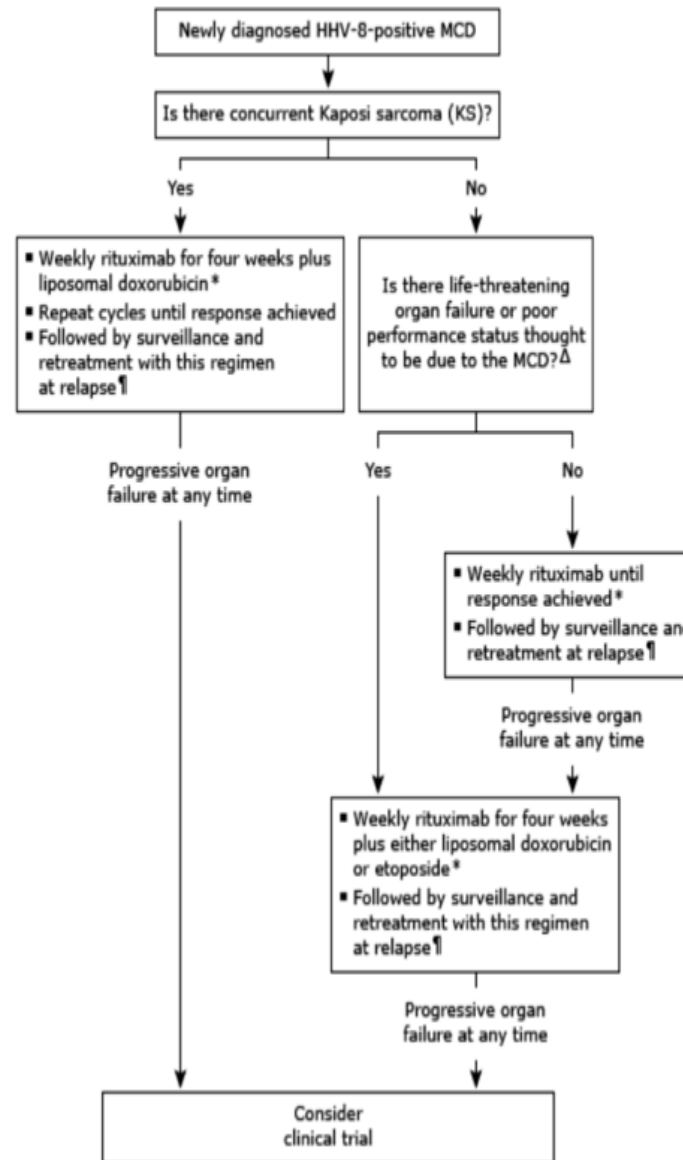 Newly diagnosed HHV-8-positive MCD
Is there concurrent Kaposi sarcoma (KS)?
Yes
No
▪ Weekly rituximab for four weeks plus
liposomal doxorubicin*
▪ Repeat cycles until response achieved
▪ Followed by surveillance and
retreatment with this regimen
at relapse¶
Is there life-threatening
organ failure or poor
performance status thought
to be due to the MCD?Δ
Progressive organ
failure at any time
Yes
No
▪ Weekly rituximab until
response achieved*
▪ Followed by surveillance and
retreatment at relapse¶
Progressive organ
failure at any time
▪ Weekly rituximab for four weeks
plus either liposomal doxorubicin
or etoposide*
▪ Followed by surveillance and
retreatment with this regimen
at relapse¶
Progressive organ
failure at any time
Consider
clinical trial